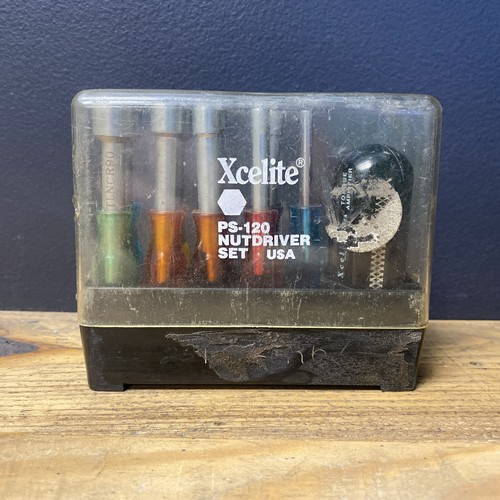 Xcelite®
PS-120
NUTDRIVER
SET USA